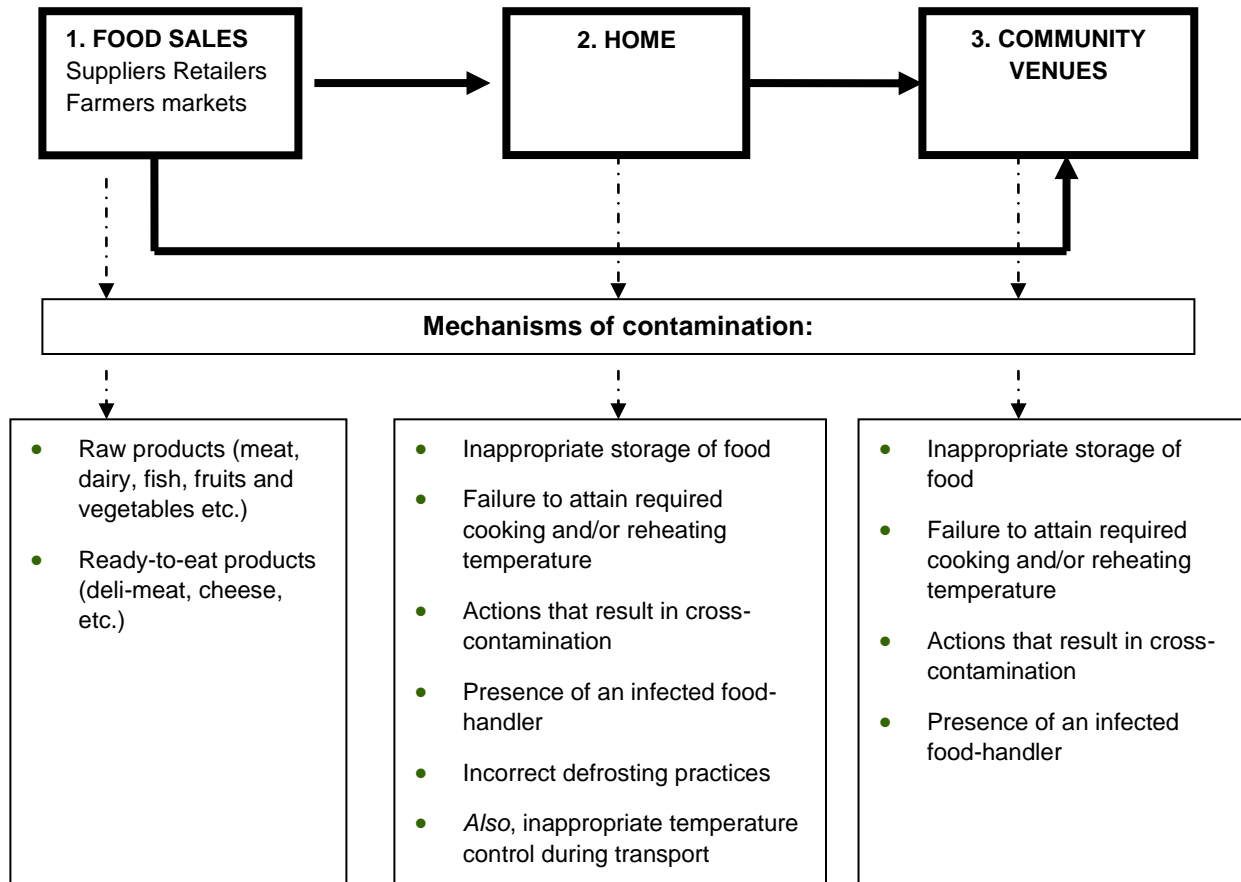 1. FOOD SALES
Suppliers Retailers
Farmers markets
2. HOME
3. COMMUNITY
VENUES
Mechanisms of contamination:
• Raw products (meat,
dairy, fish, fruits and
vegetables etc.)
• Ready-to-eat products
(deli-meat, cheese,
etc.)
• Inappropriate storage of food
• Failure to attain required
cooking and/or reheating
temperature
• Actions that result in cross-
contamination
• Presence of an infected food-
handler
• Incorrect defrosting practices
• Also, inappropriate temperature
control during transport
• Inappropriate storage of
food
• Failure to attain required
cooking and/or reheating
temperature
• Actions that result in cross-
contamination
• Presence of an infected
food-handler